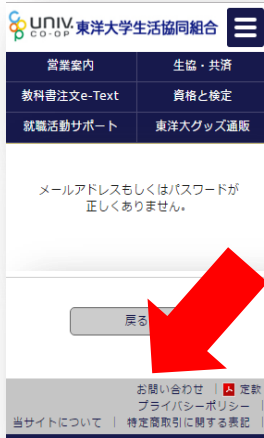 UNIV. CO-OP 東洋大学生活協同組合
営業案内 生協・共済
教科書注文e-Text 資格と検定
就職活動サポート 東洋大グッズ通販
メールアドレスもしくはパスワードが
正しくありません。
戻る
お問い合わせ | 定款
プライバシーポリシー |
当サイトについて | 特定商取引に関する表記 |